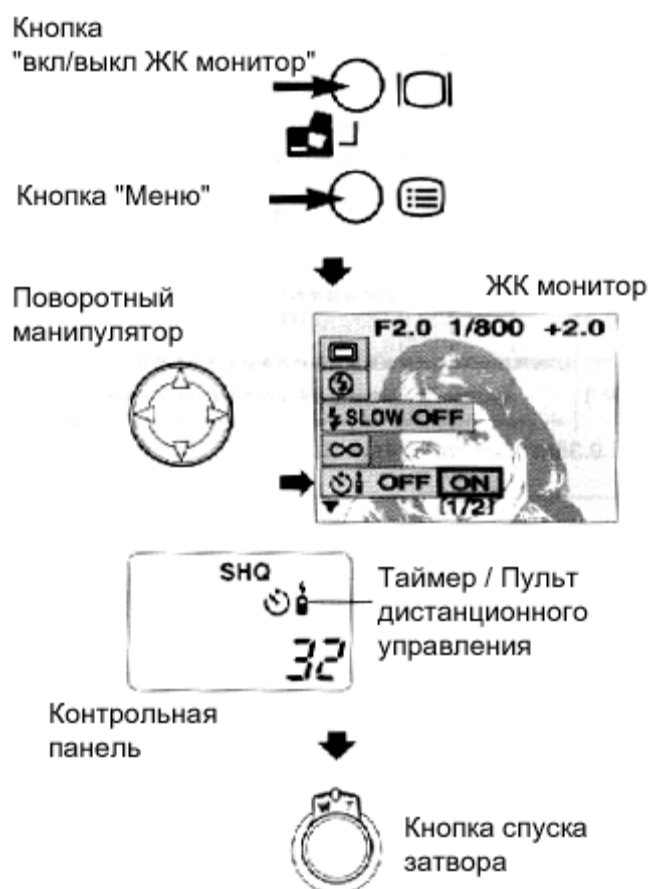 Кнопка
"вкл/выкл ЖК монитор"
Кнопка "Меню"
Поворотный
манипулятор
ЖК монитор
F2.0 1/800 +2.0
SLOW OFF
OFF ON
[1/2]
SHQ
32
Таймер / Пульт
дистанционного
управления
Контрольная
панель
W T
Кнопка спуска
затвора